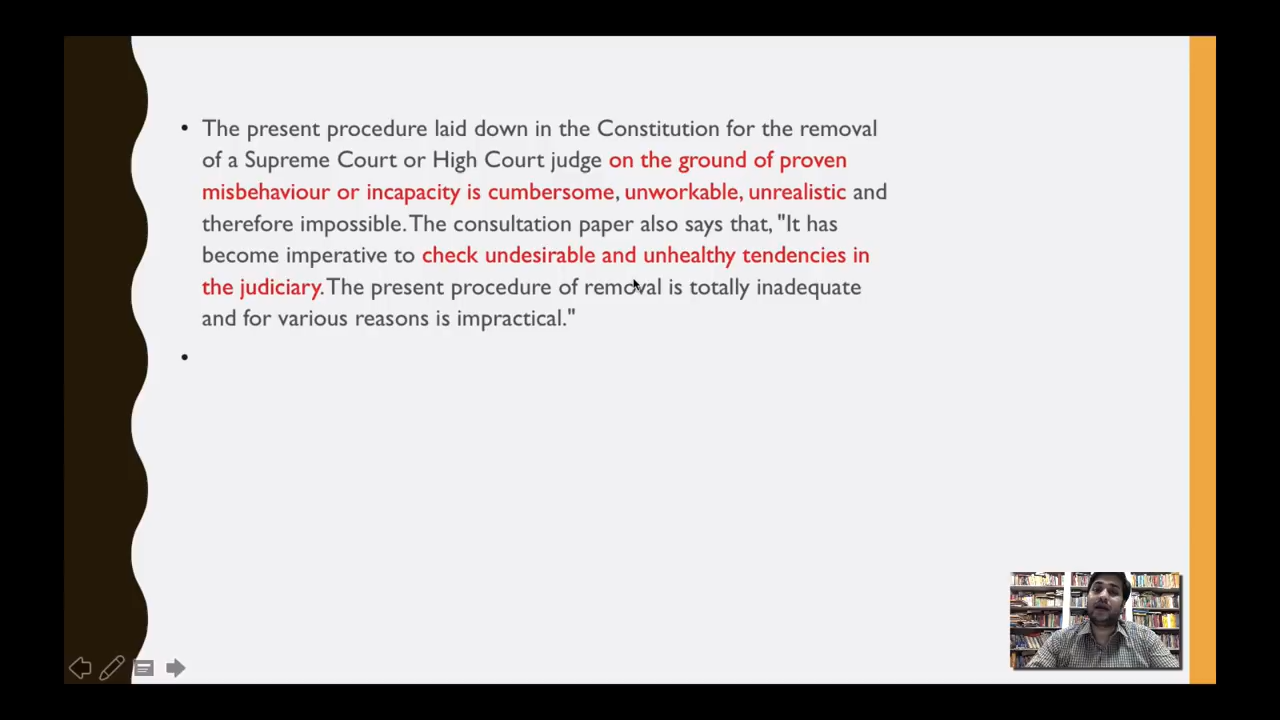 • The present procedure laid down in the Constitution for the removal
of a Supreme Court or High Court judge on the ground of proven
misbehaviour or incapacity is cumbersome, unworkable, unrealistic and
therefore impossible. The consultation paper also says that, "It has
become imperative to check undesirable and unhealthy tendencies in
the judiciary. The present procedure of removal is totally inadequate
and for various reasons is impractical."
•